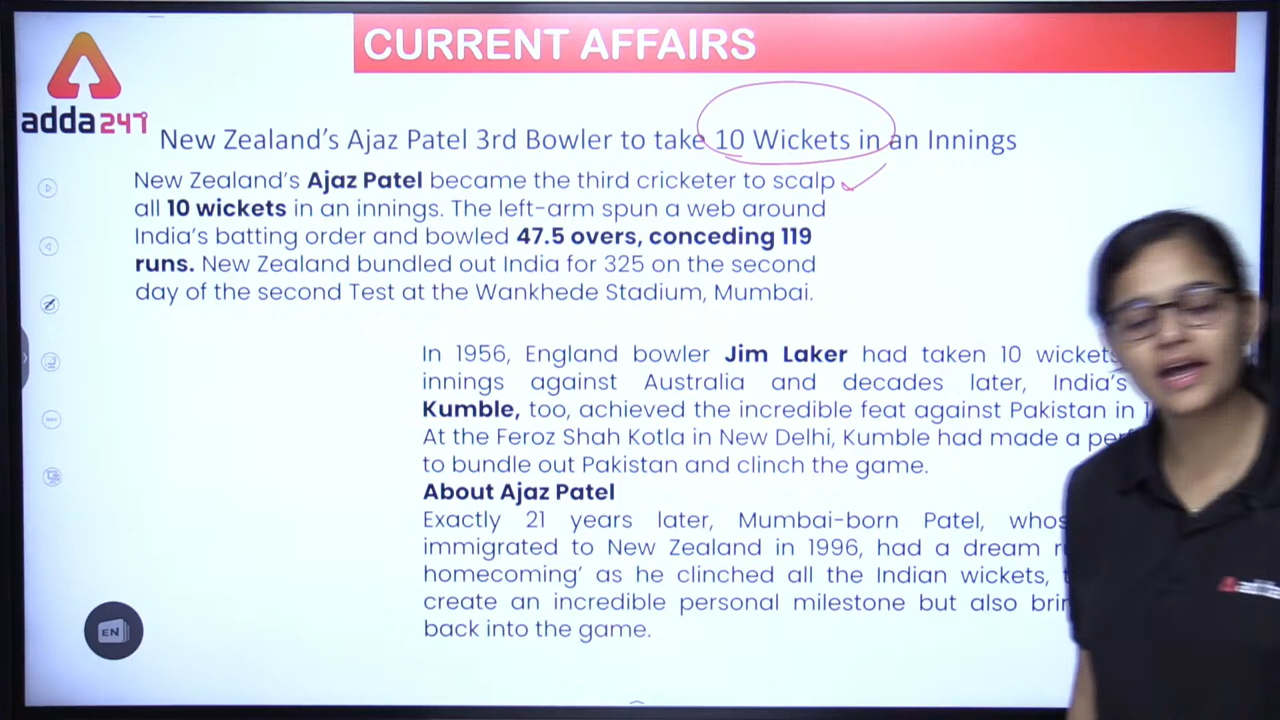 CURRENT AFFAIRS
adda247
New Zealand's Ajaz Patel 3rd Bowler to take 10 Wickets in an Innings
New Zealand's Ajaz Patel became the third cricketer to scalp
all 10 wickets in an innings. The left-arm spun a web around
India's batting order and bowled 47.5 overs, conceding 119
runs. New Zealand bundled out India for 325 on the second
day of the second Test at the Wankhede Stadium, Mumbai.
In 1956, England bowler Jim Laker had taken 10 wickets
innings against Australia and decades later, India's
Kumble, too, achieved the incredible feat against Pakistan in
At the Feroz Shah Kotla in New Delhi, Kumble had made a
to bundle out Pakistan and clinch the game.
About Ajaz Patel
Exactly 21 years later, Mumbai-born Patel,
immigrated to New Zealand in 1996, had a dream
homecoming' as he clinched all the Indian wickets,
create an incredible personal milestone but also
back into the game.
EN